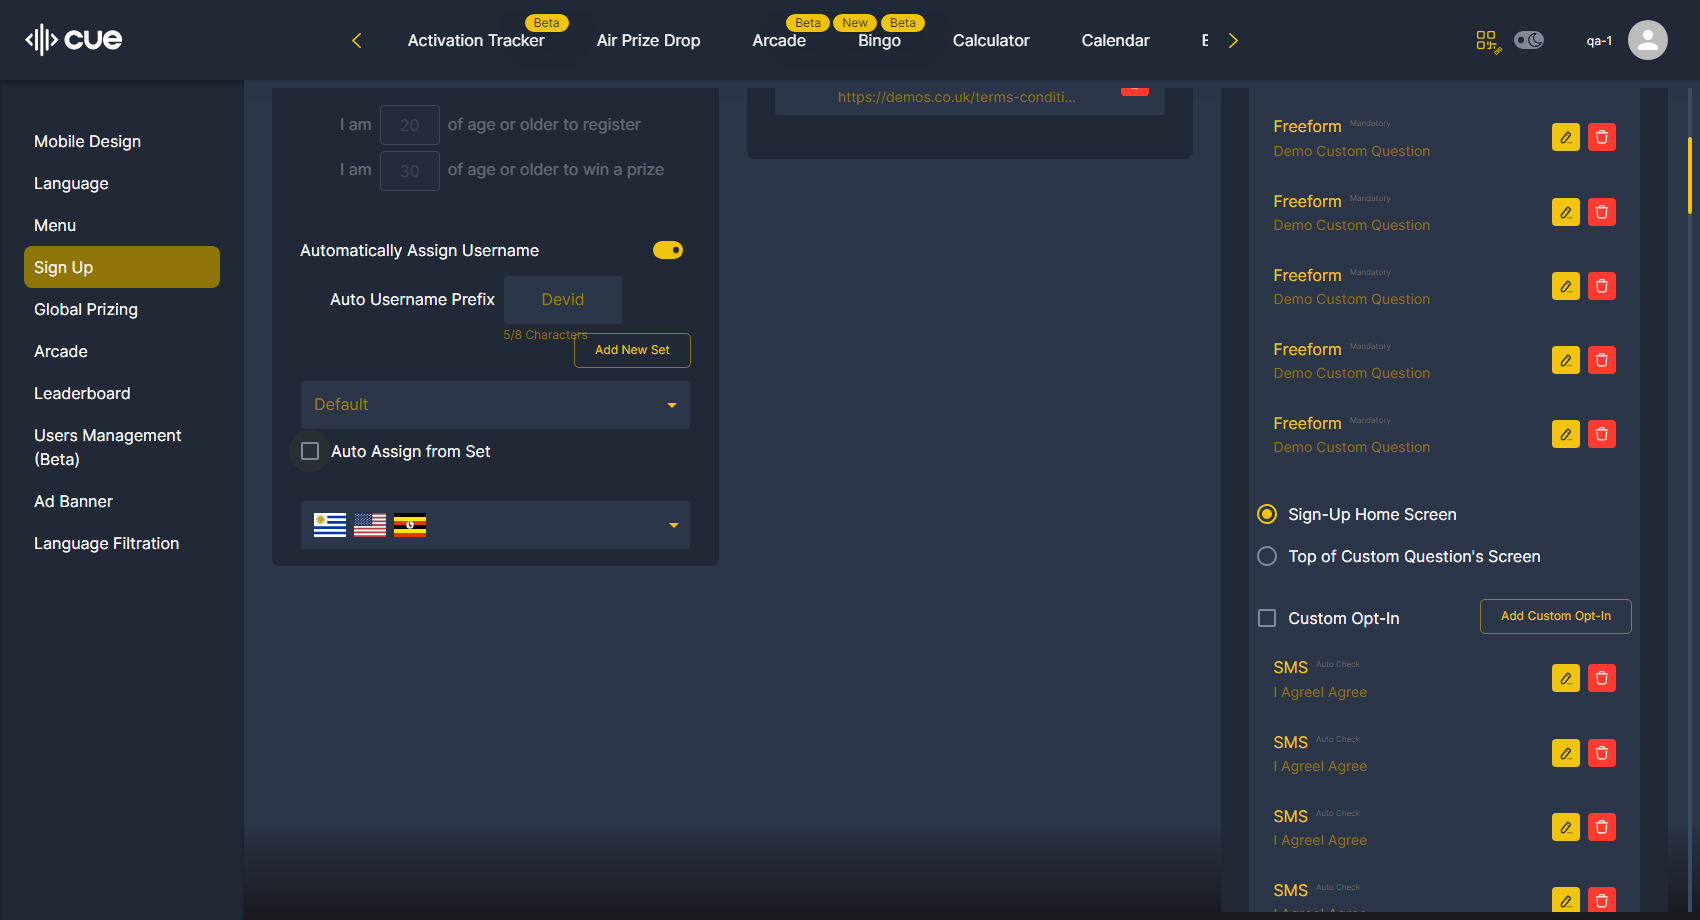 cue
Activation Tracker
Beta
Air Prize Drop
Arcade
Beta
New
Bingo
Beta
Calculator
Calendar
qa-1
Mobile Design
Language
Menu
Sign Up
Global Prizing
Arcade
Leaderboard
Users Management
(Beta)
Ad Banner
Language Filtration
I am 20 of age or older to register
I am 30 of age or older to win a prize
Automatically Assign Username
Auto Username Prefix Devid
5/8 Characters
Add New Set
Default
Auto Assign from Set
https://demos.co.uk/terms-conditi...
Freeform Mandatory
Demo Custom Question
Freeform Mandatory
Demo Custom Question
Freeform Mandatory
Demo Custom Question
Freeform Mandatory
Demo Custom Question
Freeform Mandatory
Demo Custom Question
Sign-Up Home Screen
Top of Custom Question's Screen
Custom Opt-In
Add Custom Opt-In
SMS Auto Check
I AgreeI Agree
SMS Auto Check
I AgreeI Agree
SMS Auto Check
I AgreeI Agree
SMS Auto Check